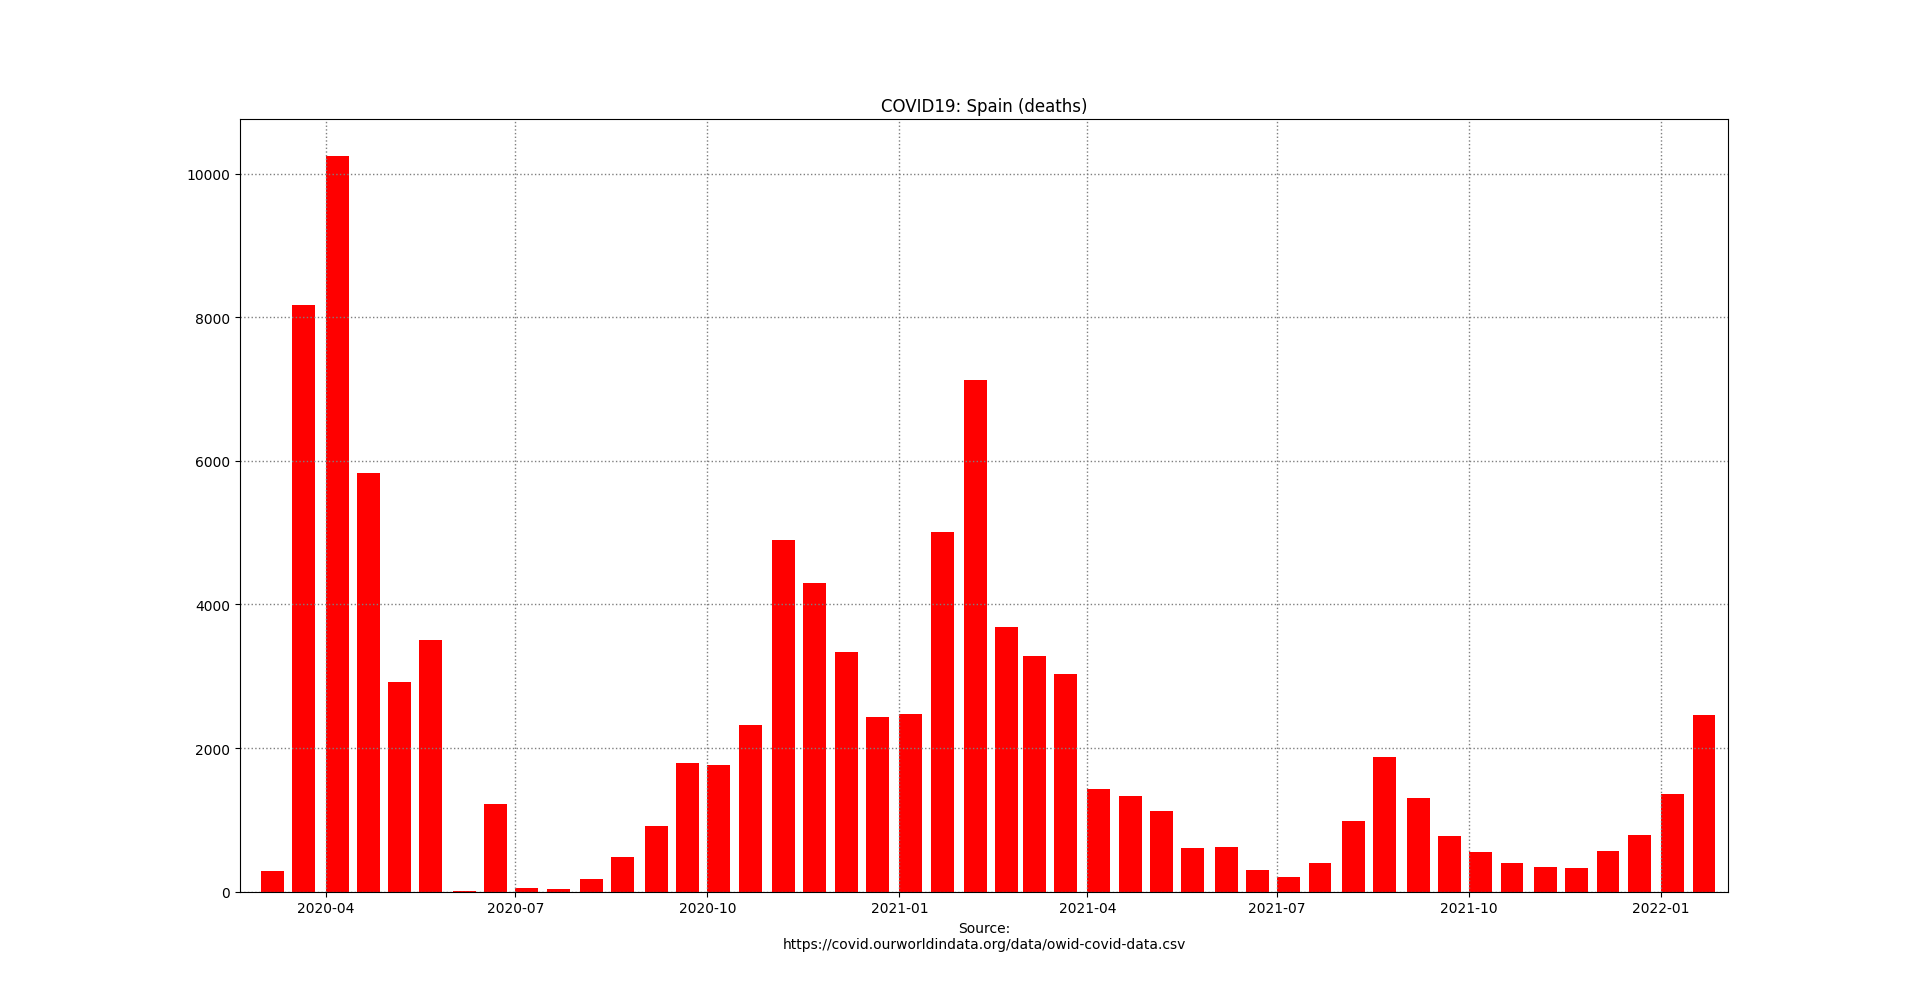 COVID19: Spain (deaths)
10000
8000
6000
4000
2000
0
2020-04 2020-07 2020-10 2021-01 2021-04 2021-07 2021-10 2022-01
Source:
https://covid.ourworldindata.org/data/owid-covid-data.csv